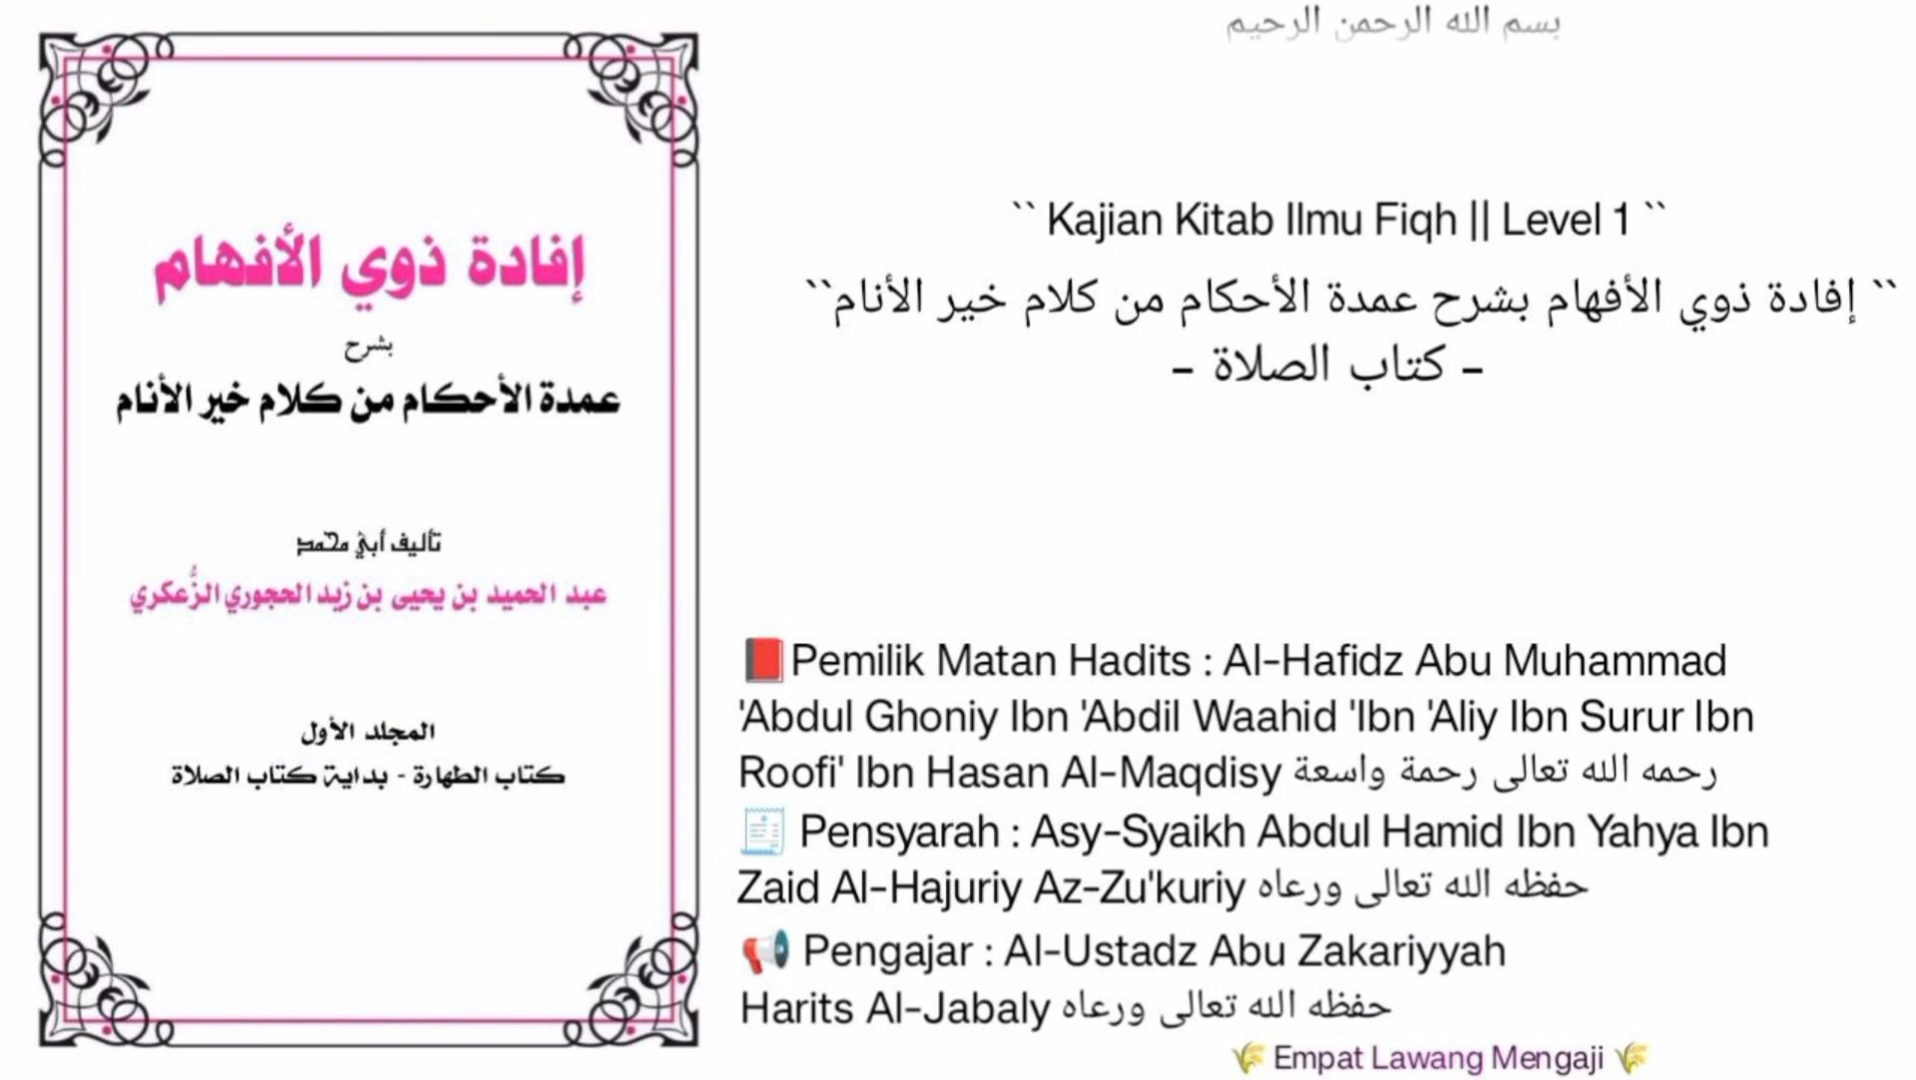 إفادة ذوي الأفهام
بشرح
عمدة الأحكام من كلام خير الأنام
تأليف أبي محمد
عبد الحميد بن يحيى بن زيد الحجوري الزُّعكري
المجلد الأول
كتاب الطهارة - بداية كتاب الصلاة
بسم الله الرحمن الرحيم
`` Kajian Kitab Ilmu Fiqh || Level 1 ``
`` إفادة ذوي الأفهام بشرح عمدة الأحكام من كلام خير الأنام``
- كتاب الصلاة -
📕Pemilik Matan Hadits : Al-Hafidz Abu Muhammad
'Abdul Ghoniy Ibn 'Abdil Waahid 'Ibn 'Aliy Ibn Surur Ibn
Roofi' Ibn Hasan Al-Maqdisy رحمه الله تعالى رحمة واسعة
🧾 Pensyarah : Asy-Syaikh Abdul Hamid Ibn Yahya Ibn
Zaid Al-Hajuriy Az-Zu'kuriy حفظه الله تعالى ورعاه
📢 Pengajar : Al-Ustadz Abu Zakariyyah
Harits Al-Jabaly حفظه الله تعالى ورعاه
🌾 Empat Lawang Mengaji 🌾